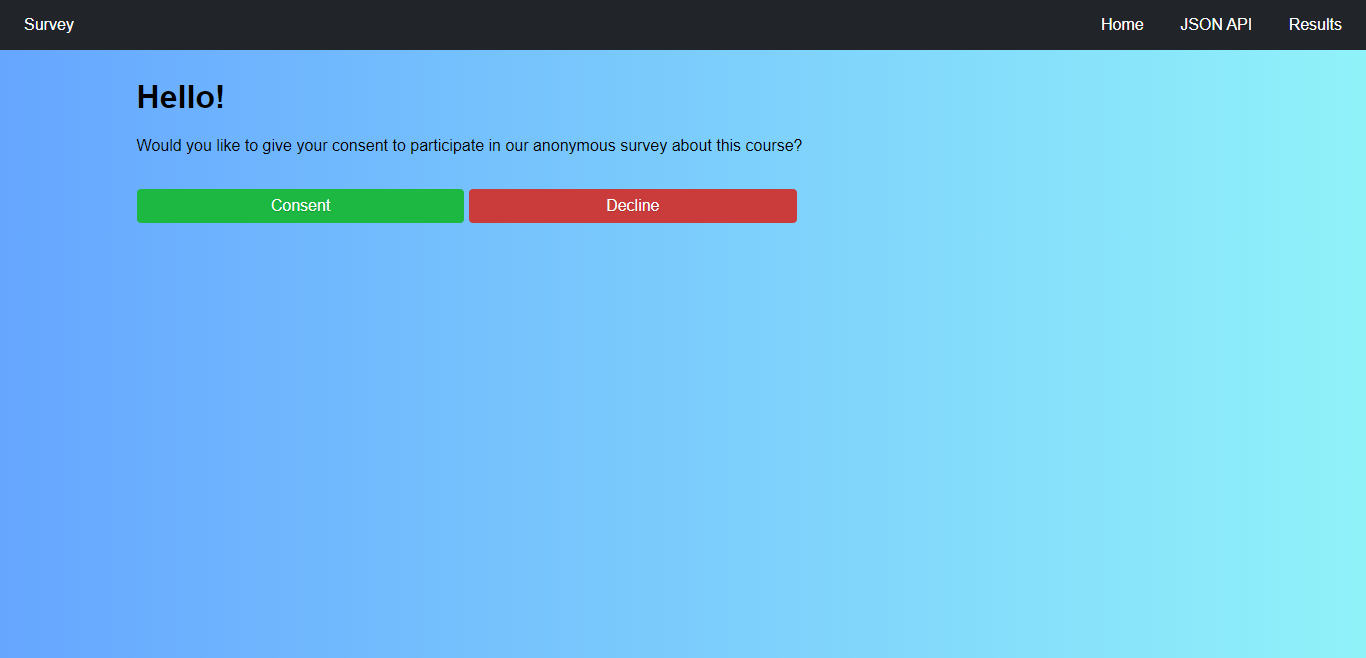 Survey Home JSON API Results
Hello!
Would you like to give your consent to participate in our anonymous survey about this course?
Consent Decline